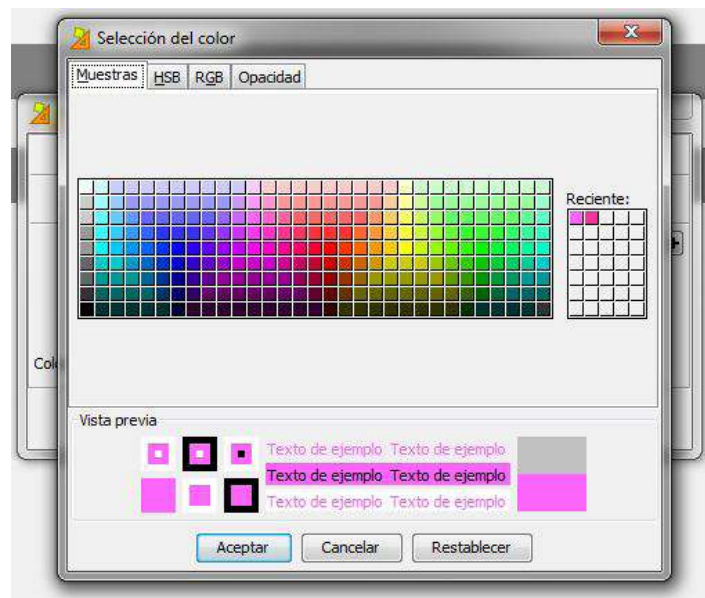 Selección del color
Muestras HSB RGB Opacidad
Reciente:
Vista previa
Texto de ejemplo Texto de ejemplo
Texto de ejemplo Texto de ejemplo
Texto de ejemplo Texto de ejemplo
Aceptar Cancelar Restablecer